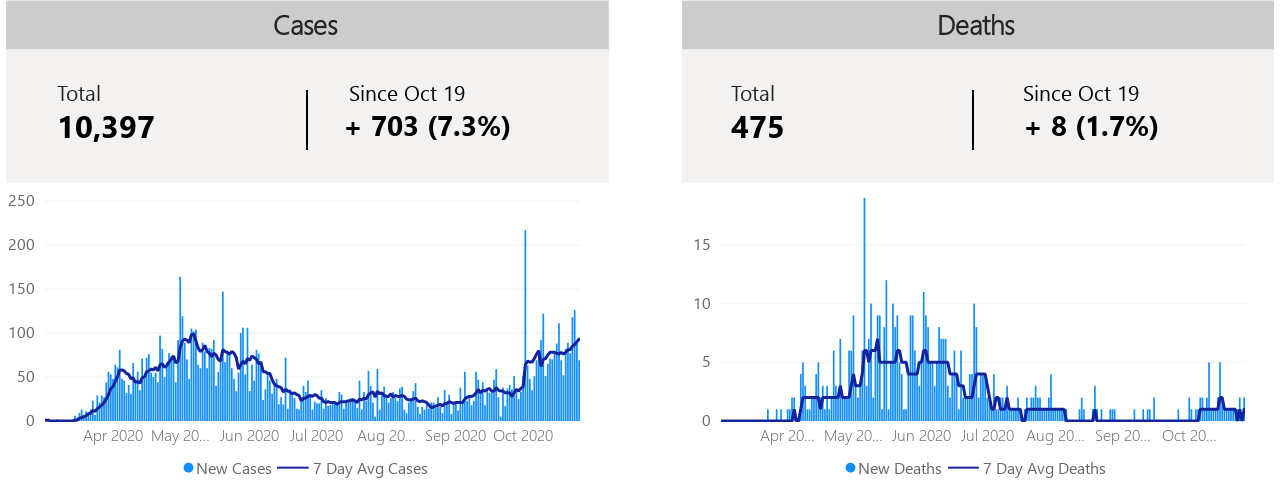 Cases
Total
10,397
Since Oct 19
+ 703 (7.3%)
250
200
150
100
50
0
Apr 2020 May 20... Jun 2020 Jul 2020 Aug 20... Sep 2020 Oct 2020
New Cases 7 Day Avg Cases
Deaths
Total
475
Since Oct 19
+ 8 (1.7%)
15
10
5
0
Apr 20... May 20... Jun 2020 Jul 2020 Aug 20... Sep 20... Oct 20...
New Deaths 7 Day Avg Deaths